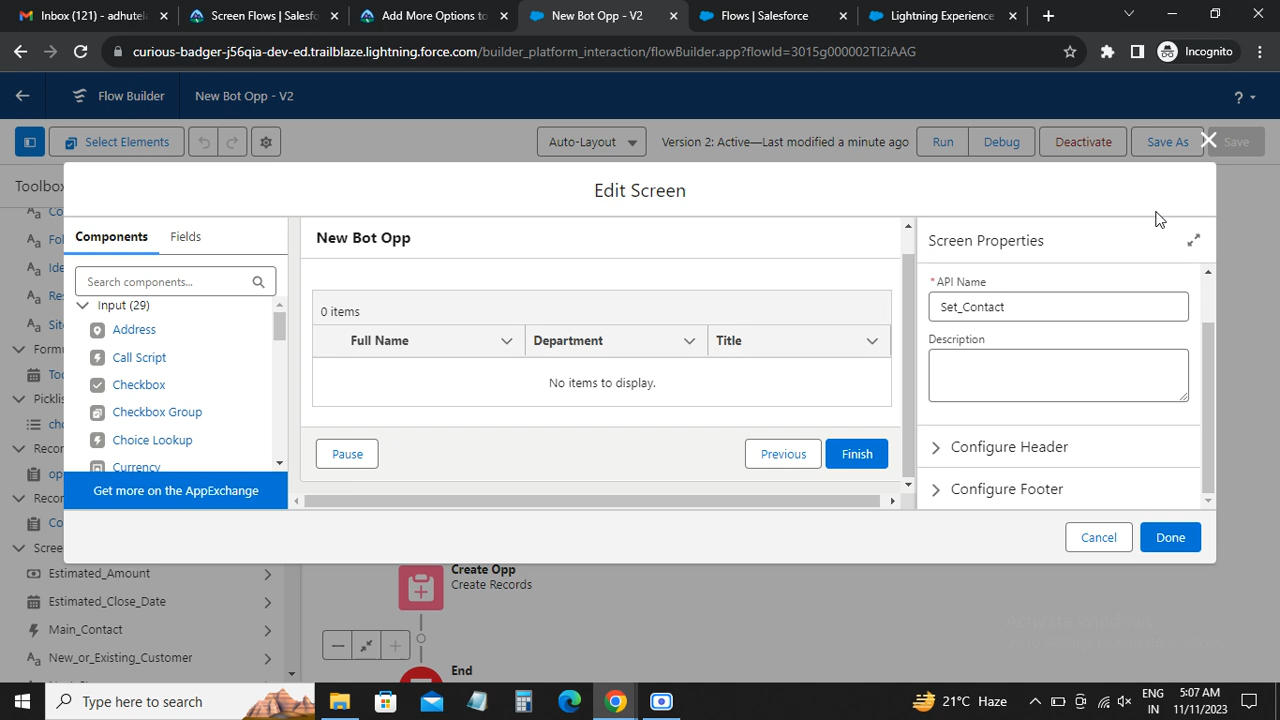 Inbox (121) - adhutela
Screen Flows | Salesfo
Add More Options to
New Bot Opp - V2
Flows | Salesforce
Lightning Experience
curious-badger-j56qia-dev-ed.trailblaze.lightning.force.com/builder_platform_interaction/flowBuilder.app?flowId=3015g000002Tl2iAAG
Incognito
Flow Builder
New Bot Opp - V2
?
Select Elements
Auto-Layout
Version 2: Active—Last modified a minute ago
Run
Debug
Deactivate
Save As
Save
Toolbox
Edit Screen
Components
Fields
Search components...
Input (29)
Address
Call Script
Checkbox
Checkbox Group
Choice Lookup
Currency
Get more on the AppExchange
New Bot Opp
0 items
Full Name
Department
Title
No items to display.
Pause
Previous
Finish
Screen Properties
*API Name
Set_Contact
Description
Configure Header
Configure Footer
Cancel
Done
Estimated_Amount
Estimated_Close_Date
Main_Contact
New_or_Existing_Customer
Create Opp
Create Records
End
Activate Windows
Type here to search
21°C Haze
ENG
IN
5:07 AM
11/11/2023